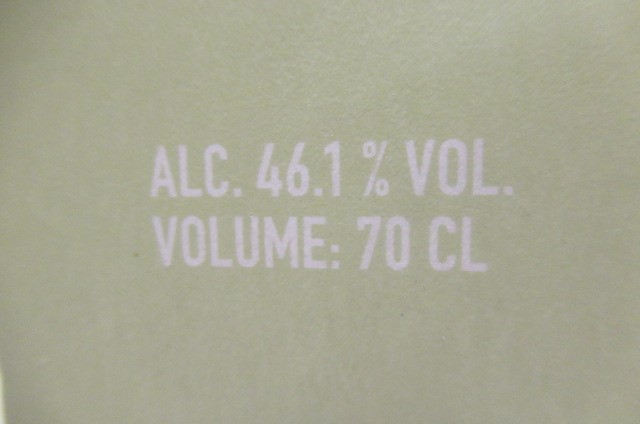 ALC. 46.1 % VOL.
VOLUME: 70 CL